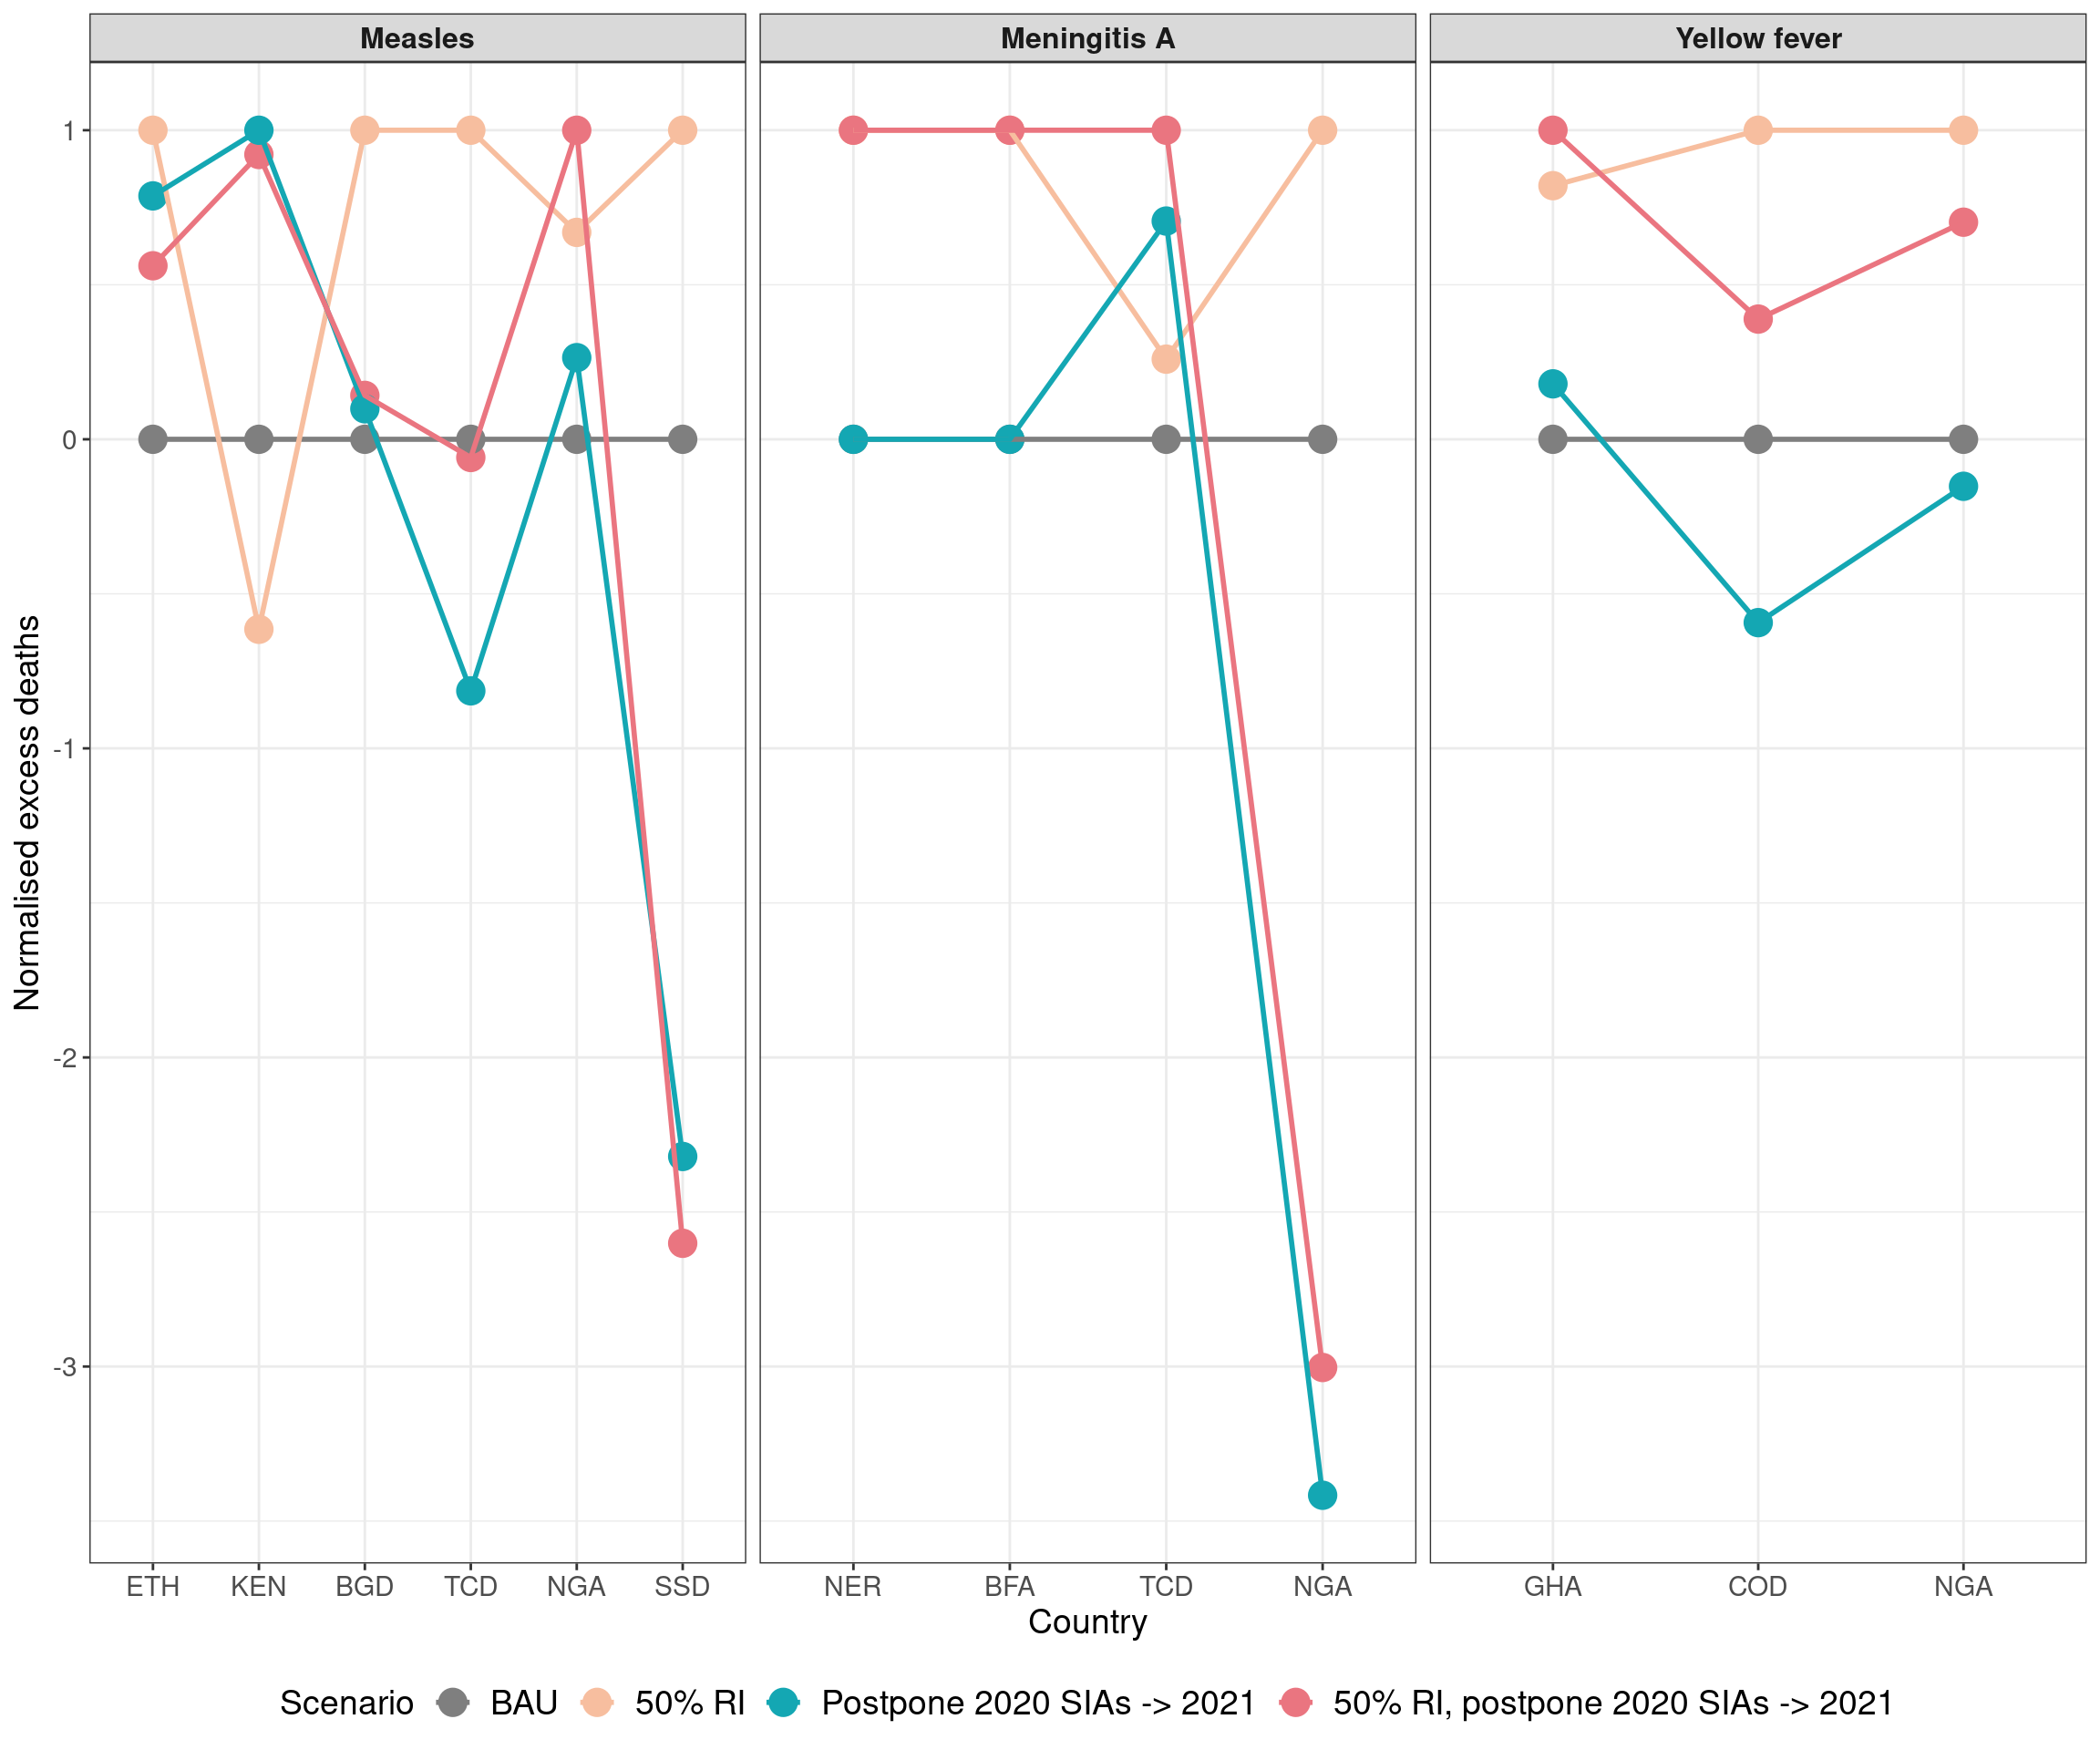 Measles Meningitis A Yellow fever
Normalised excess deaths
1
0
-1
-2
-3
ETH KEN BGD TCD NGA SSD NER BFA TCD NGA GHA COD NGA
Country
Scenario BAU 50% RI Postpone 2020 SIAs -> 2021 50% RI, postpone 2020 SIAs -> 2021